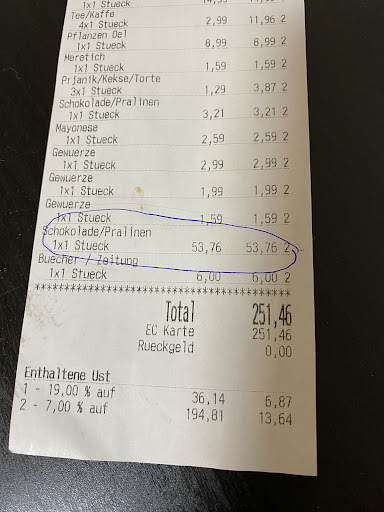 1x1 Stueck
Tee/Kaffe
4x1 Stueck 2,99 11,96 2
Pflanzen Oel
1x1 Stueck 8,99 8,99 2
Meretich
1x1 Stueck 1,59 1,59 2
Prjanik/Kekse/Torte
3x1 Stueck 1,29 3,87 2
Schokolade/Pralinen
1x1 Stueck 3,21 3,21 2
Mayonese
1x1 Stueck 2,59 2,59 2
Gewuerze
1x1 Stueck 2,99 2,99 2
Gewuerze
1x1 Stueck 1,99 1,99 2
Gewuerze
1x1 Stueck 1,59 1,59 2
Schokolade/Pralinen
1x1 Stueck 53,76 53,76 2
Buecher / Zeitung
1x1 Stueck 6,00 6,00 2
****************************************
Total 251,46
EC Karte 251,46
Rueckgeld 0,00
Enthaltene Ust
1 - 19,00 % auf 36,14 6,87
2 - 7,00 % auf 194,81 13,64